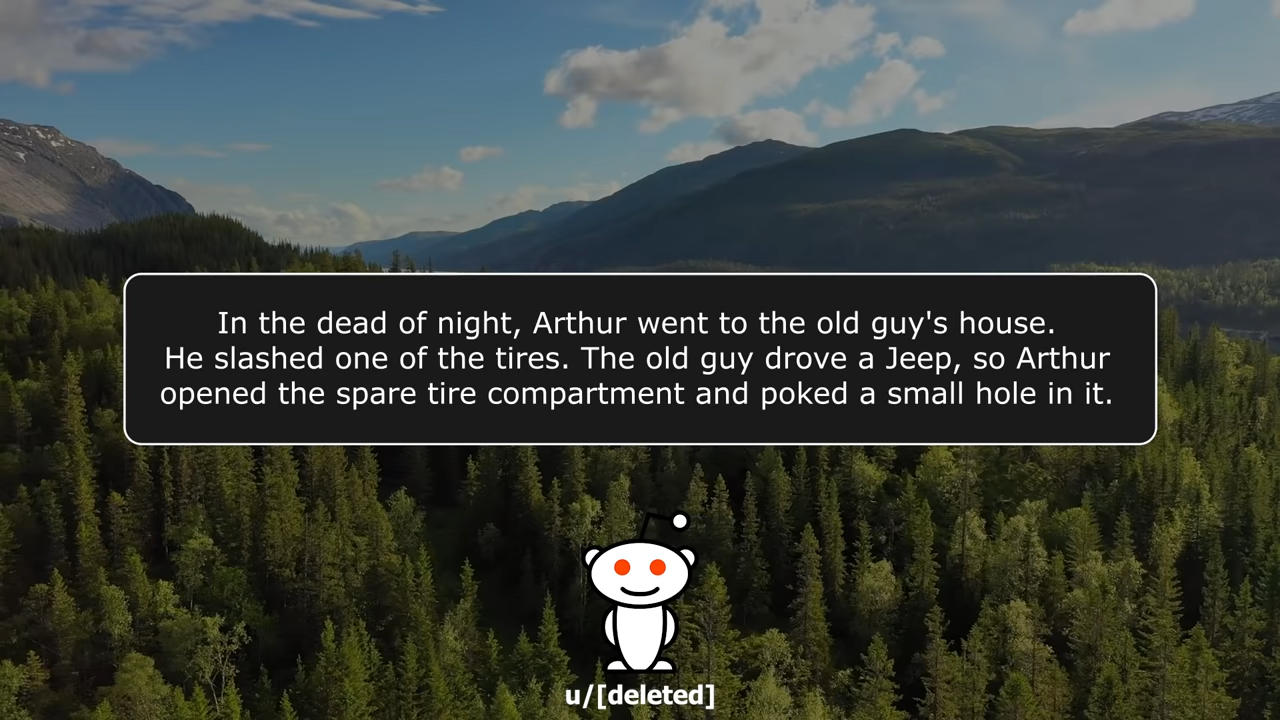 In the dead of night, Arthur went to the old guy's house.
He slashed one of the tires. The old guy drove a Jeep, so Arthur
opened the spare tire compartment and poked a small hole in it.
u/[deleted]